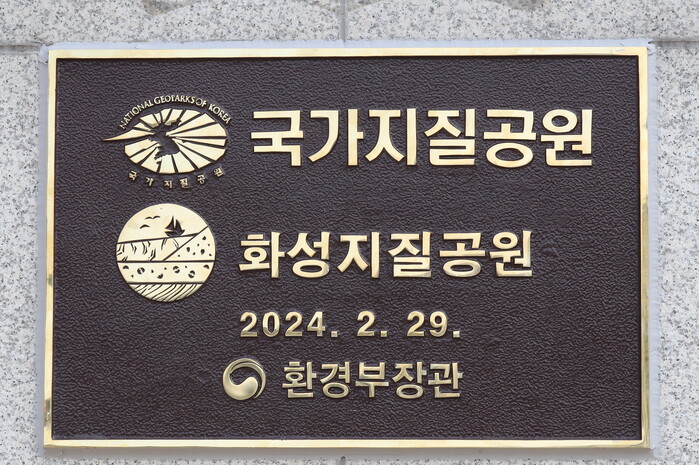 NATIONAL GEOPARKS OF KOREA
국가지질공원
국가지질공원
화성지질공원
2024. 2. 29.
환경부장관